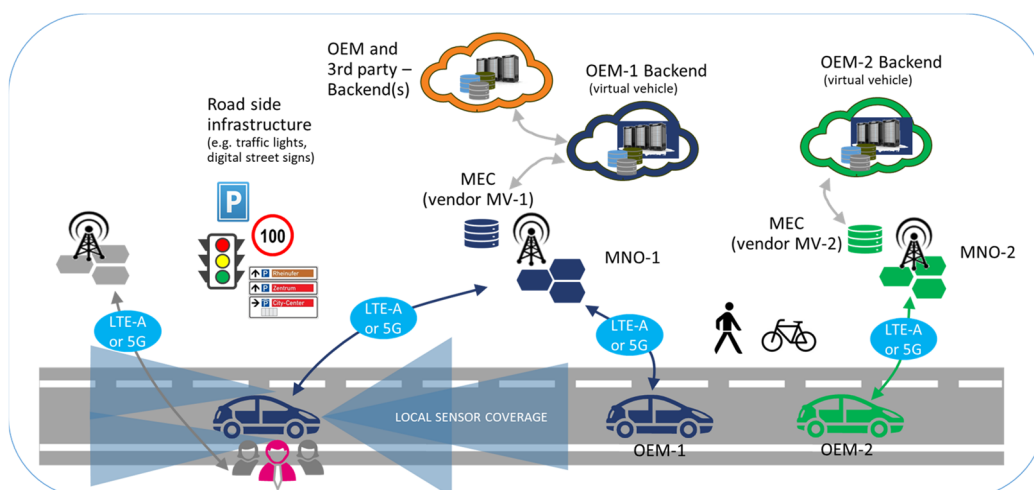 OEM and
3rd party –
Backend(s)
OEM-1 Backend
(virtual vehicle)
OEM-2 Backend
(virtual vehicle)
Road side
infrastructure
(e.g. traffic lights,
digital street signs)
P
100
P Rheinufer
P Zentrum
P City-Center
MEC
(vendor MV-1)
MNO-1
MEC
(vendor MV-2)
MNO-2
LTE-A
or 5G
LTE-A
or 5G
LTE-A
or 5G
LTE-A
or 5G
LOCAL SENSOR COVERAGE
OEM-1
OEM-2